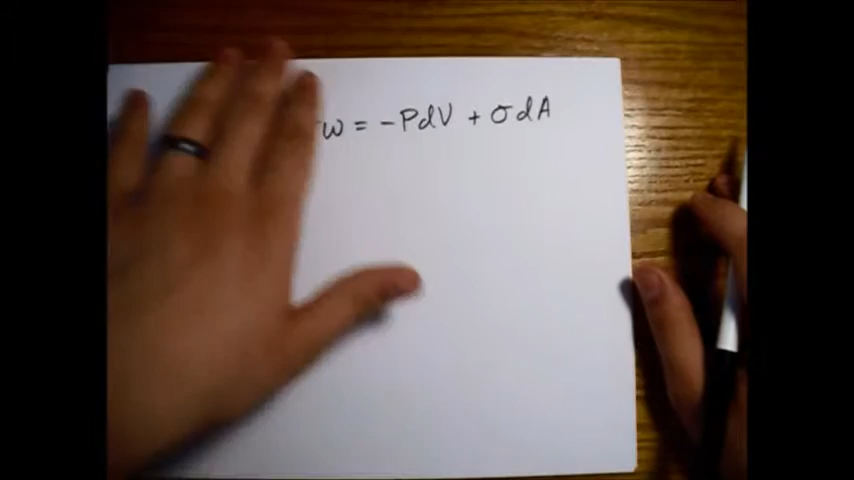 w = -PdV + σdA